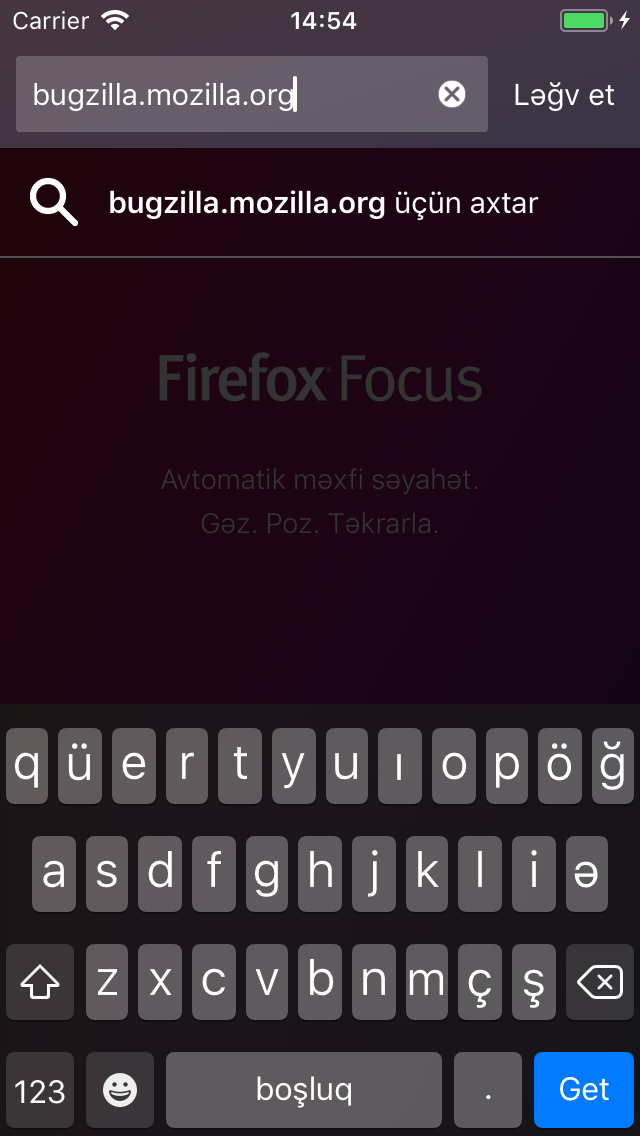 Carrier 14:54
bugzilla.mozilla.org Ləğv et
bugzilla.mozilla.org üçün axtar
Firefox Focus
Avtomatik məxfi səyahət.
Gəz. Poz. Təkrarla.
q ü e r t y u ı o p ö ğ
a s d f g h j k l i ə
z x c v b n m ç ş
123 boşluq . Get